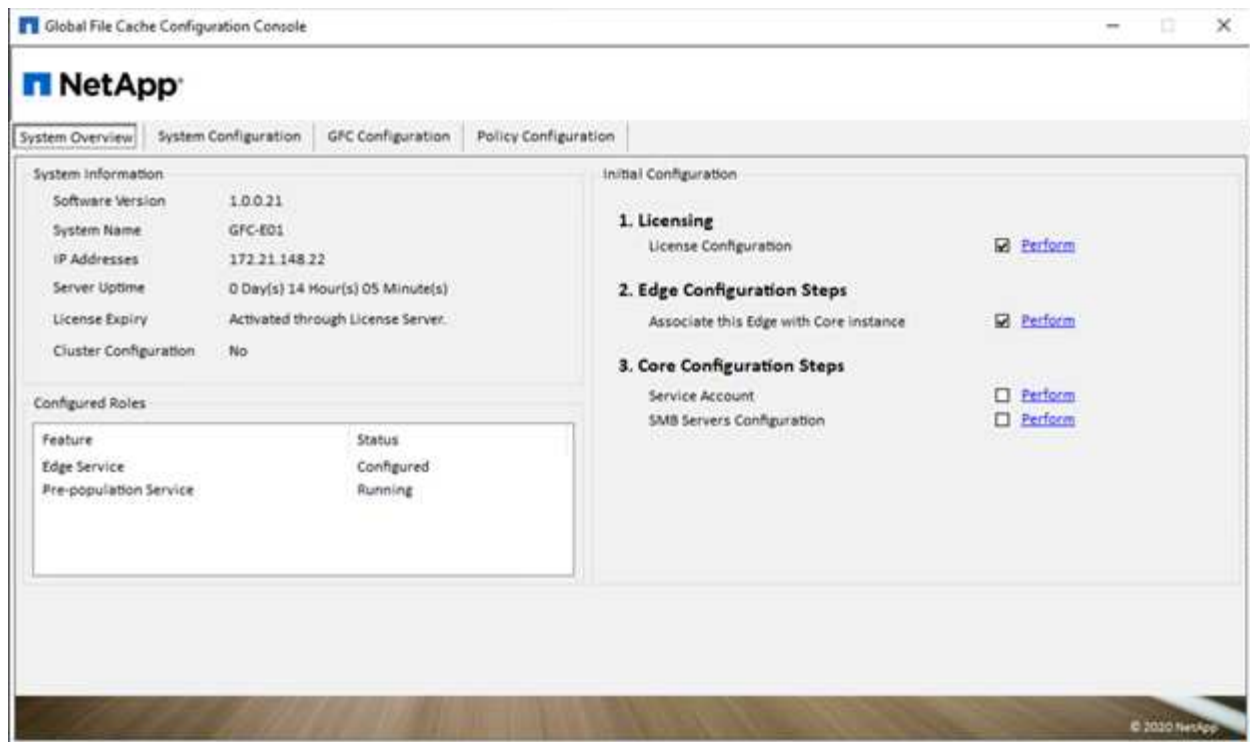 Global File Cache Configuration Console
NetApp
System Overview System Configuration GFC Configuration Policy Configuration
System Information
Software Version 1.0.0.21
System Name GFC-E01
IP Addresses 172.21.148.22
Server Uptime 0 Day(s) 14 Hour(s) 05 Minute(s)
License Expiry Activated through License Server.
Cluster Configuration No
Configured Roles
Feature Status
Edge Service Configured
Pre-population Service Running
Initial Configuration
1. Licensing
License Configuration Perform
2. Edge Configuration Steps
Associate this Edge with Core instance Perform
3. Core Configuration Steps
Service Account Perform
SMB Servers Configuration Perform
© 2020 NetApp